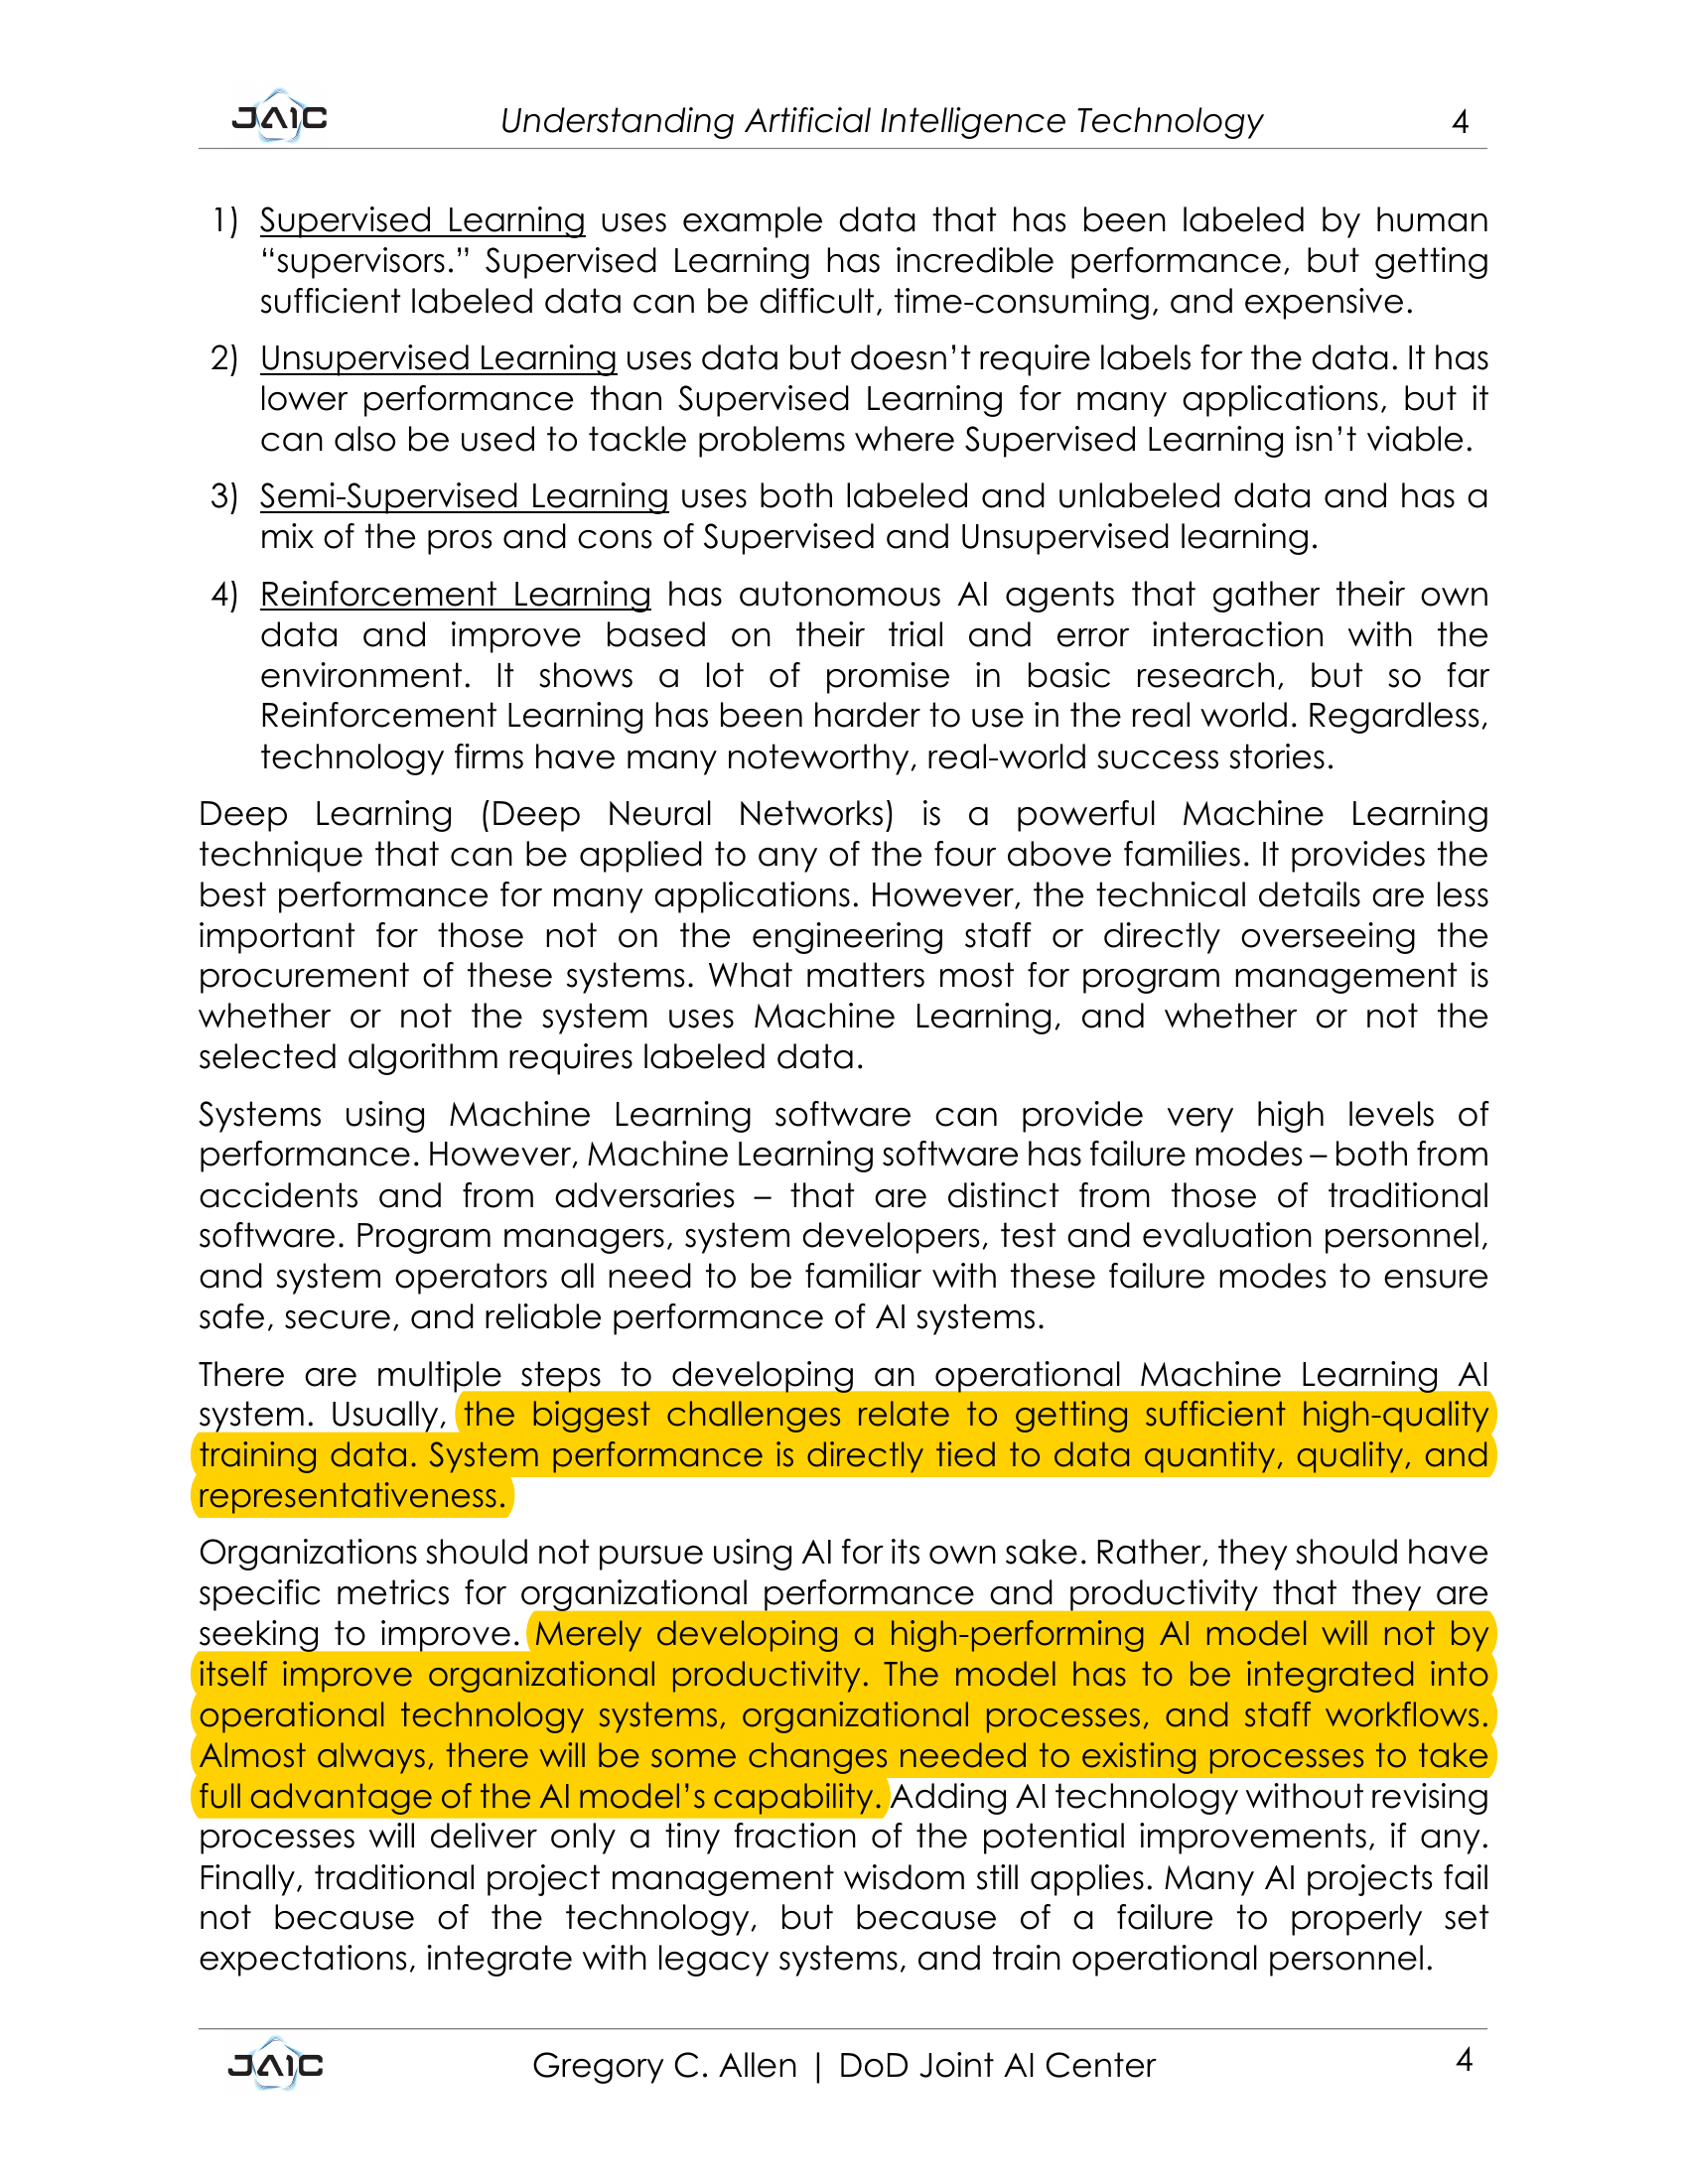 JAIC
Understanding Artificial Intelligence Technology
4
1) Supervised Learning uses example data that has been labeled by human
“supervisors.” Supervised Learning has incredible performance, but getting
sufficient labeled data can be difficult, time-consuming, and expensive.
2) Unsupervised Learning uses data but doesn’t require labels for the data. It has
lower performance than Supervised Learning for many applications, but it
can also be used to tackle problems where Supervised Learning isn’t viable.
3) Semi-Supervised Learning uses both labeled and unlabeled data and has a
mix of the pros and cons of Supervised and Unsupervised learning.
4) Reinforcement Learning has autonomous AI agents that gather their own
data and improve based on their trial and error interaction with the
environment. It shows a lot of promise in basic research, but so far
Reinforcement Learning has been harder to use in the real world. Regardless,
technology firms have many noteworthy, real-world success stories.
Deep Learning (Deep Neural Networks) is a powerful Machine Learning
technique that can be applied to any of the four above families. It provides the
best performance for many applications. However, the technical details are less
important for those not on the engineering staff or directly overseeing the
procurement of these systems. What matters most for program management is
whether or not the system uses Machine Learning, and whether or not the
selected algorithm requires labeled data.
Systems using Machine Learning software can provide very high levels of
performance. However, Machine Learning software has failure modes – both from
accidents and from adversaries – that are distinct from those of traditional
software. Program managers, system developers, test and evaluation personnel,
and system operators all need to be familiar with these failure modes to ensure
safe, secure, and reliable performance of AI systems.
There are multiple steps to developing an operational Machine Learning AI
system. Usually, the biggest challenges relate to getting sufficient high-quality
training data. System performance is directly tied to data quantity, quality, and
representativeness.
Organizations should not pursue using AI for its own sake. Rather, they should have
specific metrics for organizational performance and productivity that they are
seeking to improve. Merely developing a high-performing AI model will not by
itself improve organizational productivity. The model has to be integrated into
operational technology systems, organizational processes, and staff workflows.
Almost always, there will be some changes needed to existing processes to take
full advantage of the AI model’s capability. Adding AI technology without revising
processes will deliver only a tiny fraction of the potential improvements, if any.
Finally, traditional project management wisdom still applies. Many AI projects fail
not because of the technology, but because of a failure to properly set
expectations, integrate with legacy systems, and train operational personnel.
JAIC
Gregory C. Allen | DoD Joint AI Center
4